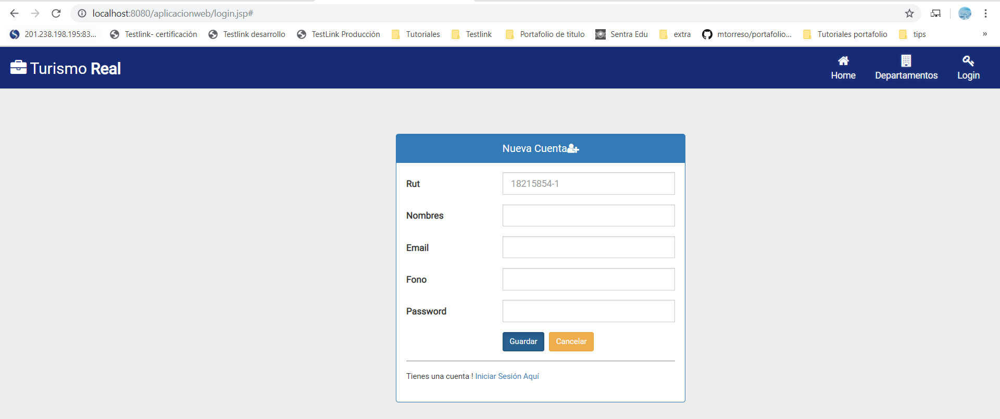 localhost:8080/aplicacionweb/login.jsp#
201.238.198.195:83... Testlink- certificación Testlink desarrollo TestLink Producción Tutoriales Testlink Portafolio de titulo Sentra Edu extra mtorreso/portafolio... Tutoriales portafolio tips »
Turismo Real
Home Departamentos Login
Nueva Cuenta
Rut 18215854-1
Nombres
Email
Fono
Password
Guardar Cancelar
Tienes una cuenta ! Iniciar Sesión Aquí